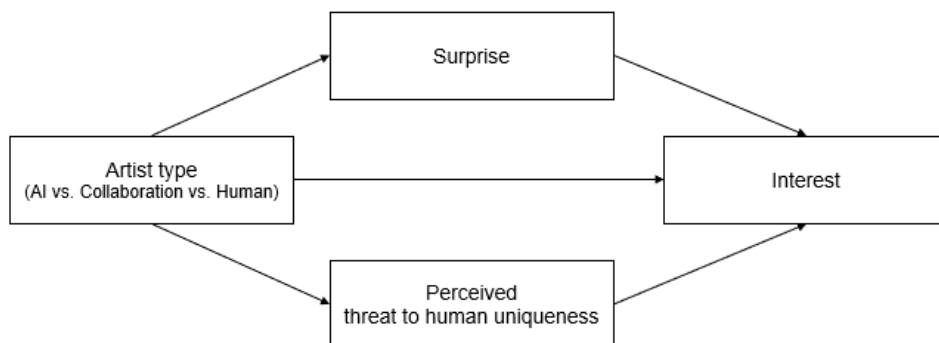 Surprise
Artist type
(AI vs. Collaboration vs. Human)
Interest
Perceived
threat to human uniqueness